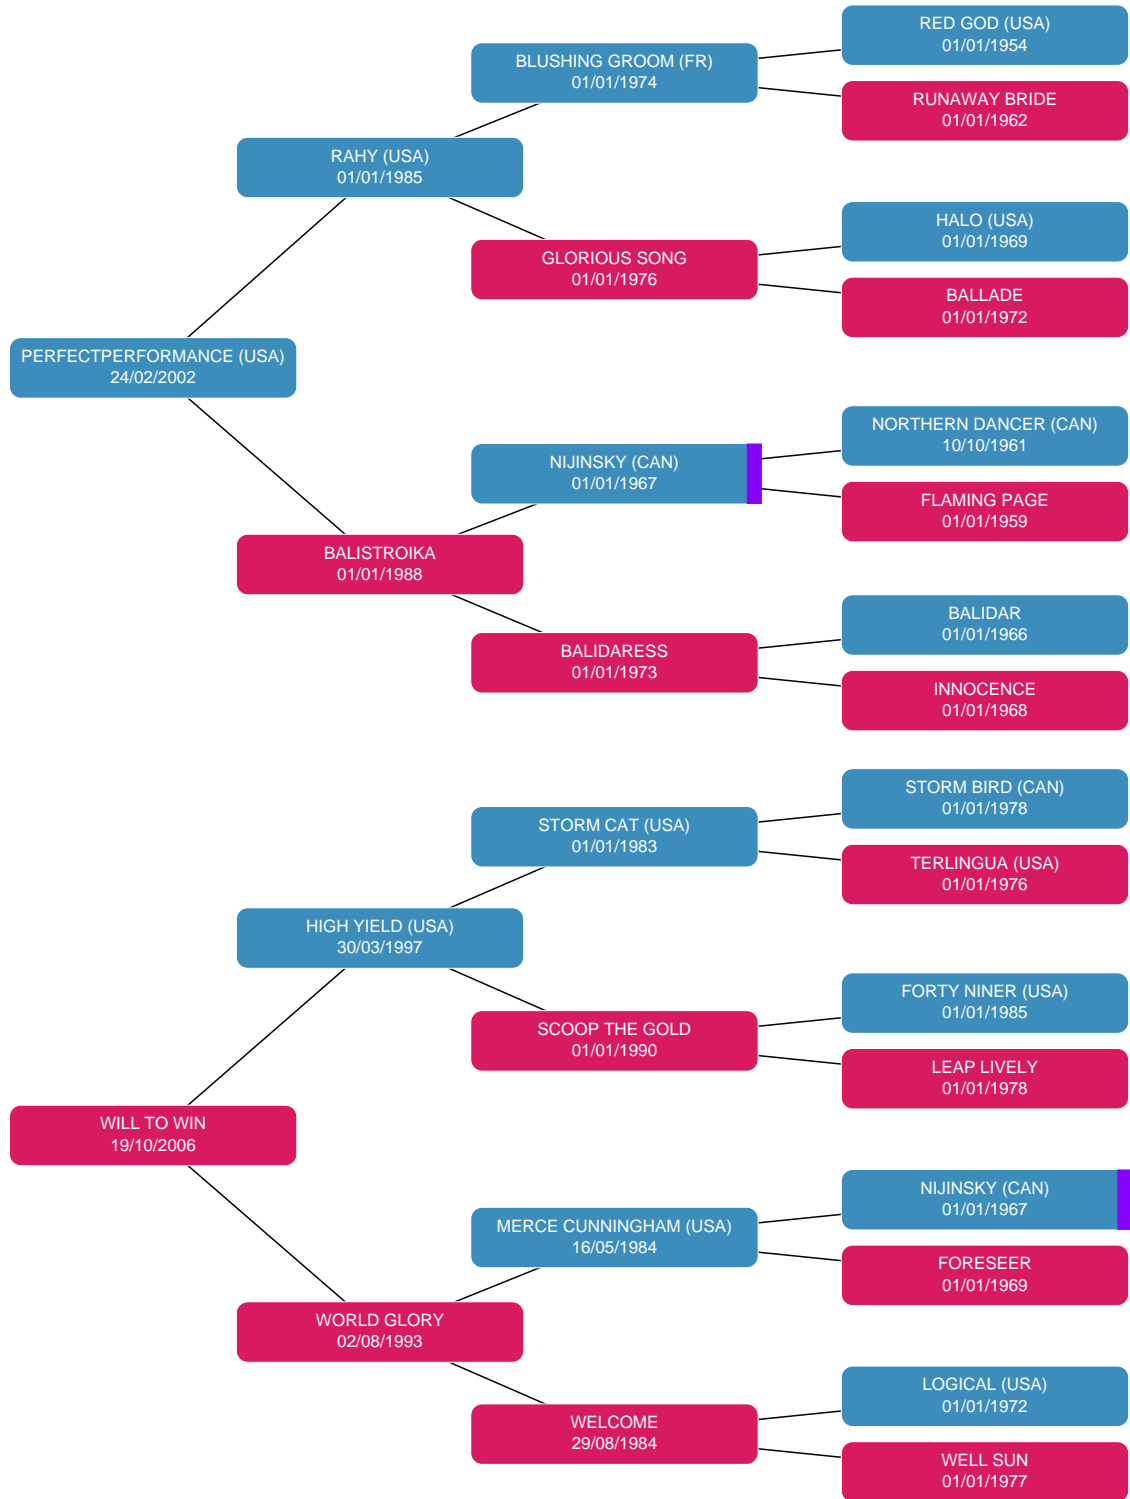 RED GOD (USA)
01/01/1954
BLUSHING GROOM (FR)
01/01/1974
RUNAWAY BRIDE
01/01/1962
RAHY (USA)
01/01/1985
HALO (USA)
01/01/1969
GLORIOUS SONG
01/01/1976
BALLADE
01/01/1972
PERFECTPERFORMANCE (USA)
24/02/2002
NORTHERN DANCER (CAN)
10/10/1961
NIJINSKY (CAN)
01/01/1967
FLAMING PAGE
01/01/1959
BALISTROIKA
01/01/1988
BALIDAR
01/01/1966
BALIDARESS
01/01/1973
INNOCENCE
01/01/1968
STORM BIRD (CAN)
01/01/1978
STORM CAT (USA)
01/01/1983
TERLINGUA (USA)
01/01/1976
HIGH YIELD (USA)
30/03/1997
FORTY NINER (USA)
01/01/1985
SCOOP THE GOLD
01/01/1990
LEAP LIVELY
01/01/1978
WILL TO WIN
19/10/2006
NIJINSKY (CAN)
01/01/1967
MERCE CUNNINGHAM (USA)
16/05/1984
FORESEER
01/01/1969
WORLD GLORY
02/08/1993
LOGICAL (USA)
01/01/1972
WELCOME
29/08/1984
WELL SUN
01/01/1977